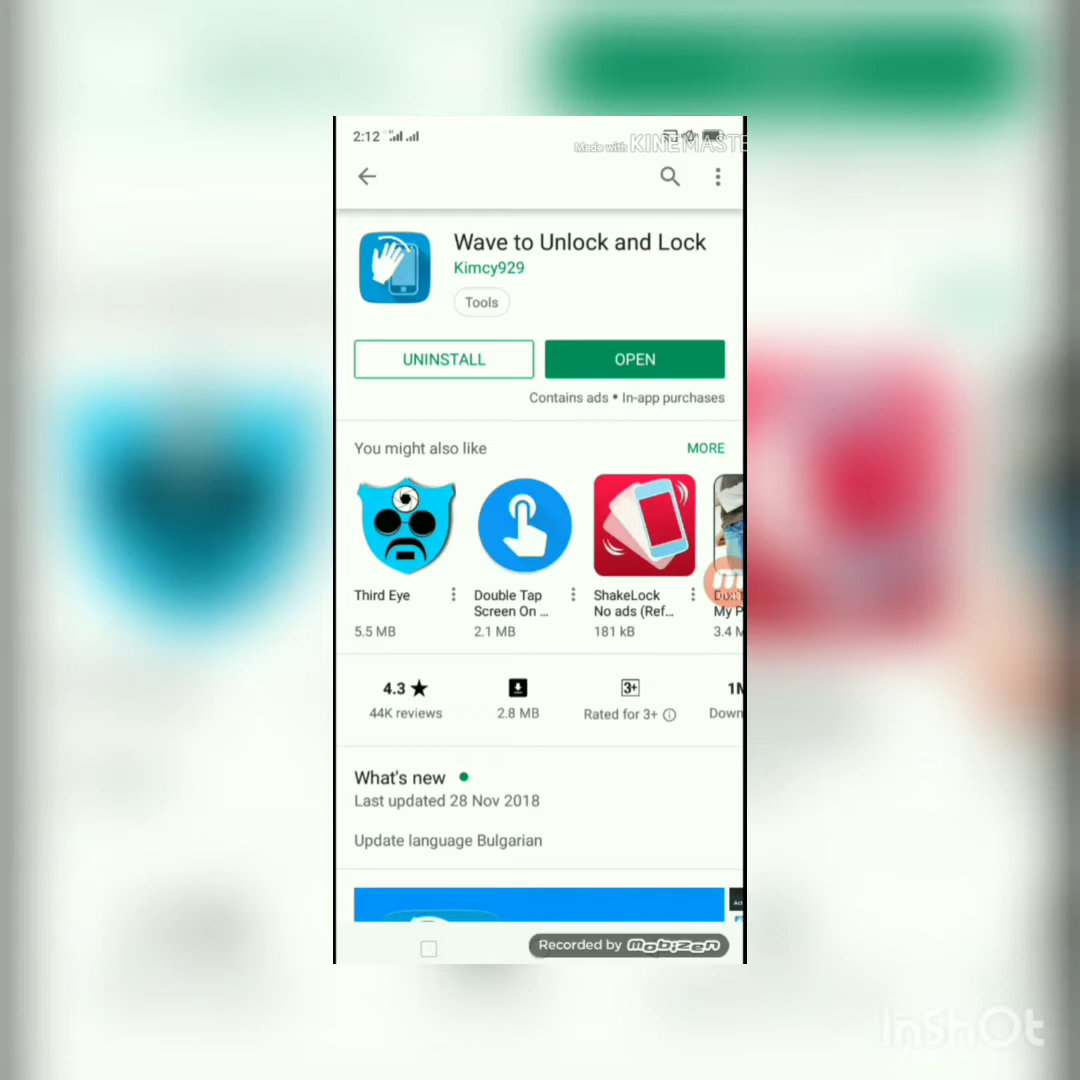 2:12
Made with KINEMASTE
Wave to Unlock and Lock
Kimcy929
Tools
UNINSTALL
OPEN
Contains ads • In-app purchases
You might also like
MORE
Third Eye
5.5 MB
Double Tap
Screen On ...
2.1 MB
ShakeLock
No ads (Ref...
181 kB
My P
3.4 M
4.3 ★
44K reviews
2.8 MB
3+
Rated for 3+
1M
Down
What's new
Last updated 28 Nov 2018
Update language Bulgarian
Recorded by mobizen
InShOt